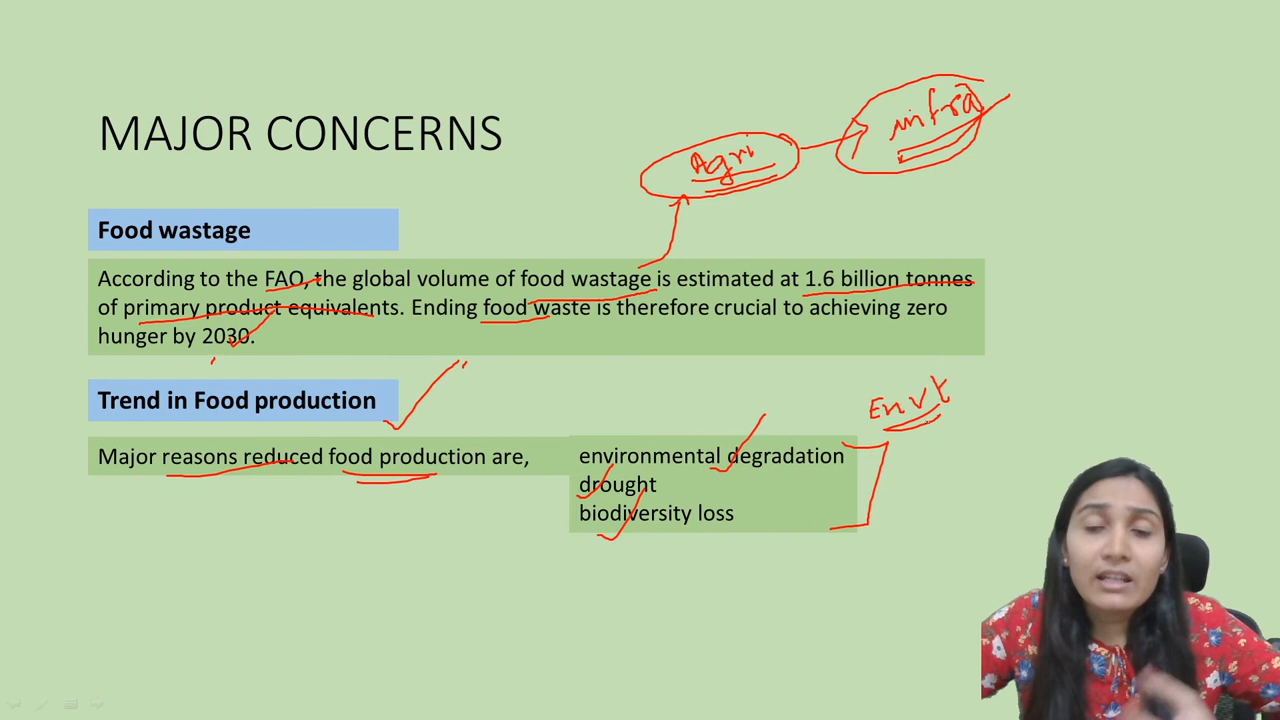 MAJOR CONCERNS
Agri
infra
Food wastage
According to the FAO, the global volume of food wastage is estimated at 1.6 billion tonnes
of primary product equivalents. Ending food waste is therefore crucial to achieving zero
hunger by 2030.
Trend in Food production
Envt
Major reasons reduced food production are,
environmental degradation
drought
biodiversity loss